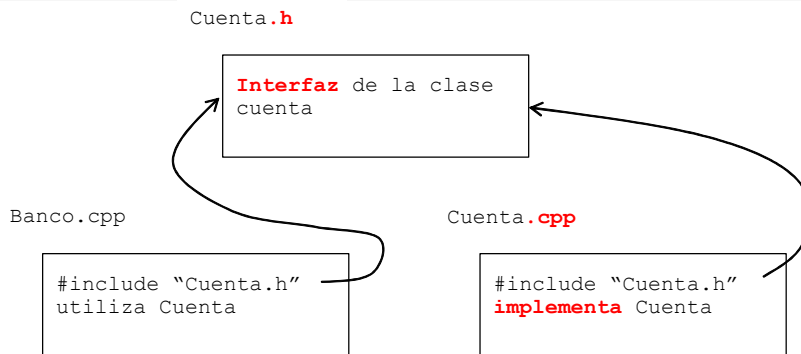 Cuenta.h
Interfaz de la clase
cuenta
Banco.cpp
Cuenta.cpp
#include “Cuenta.h”
utiliza Cuenta
#include “Cuenta.h”
implementa Cuenta